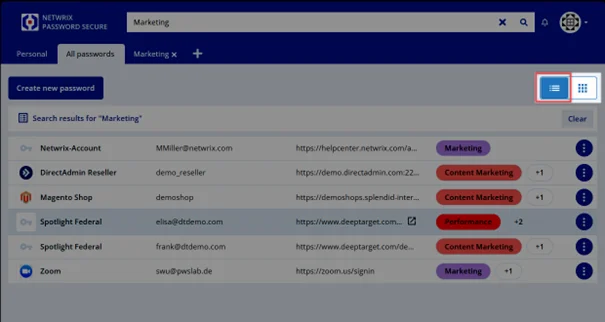 NETWRIX
PASSWORD SECURE
Marketing
Personal
All passwords
Marketing
Create new password
Search results for "Marketing"
Clear
Netwrix-Account MMiller@netwrix.com https://helpcenter.netwrix.com/a... Marketing
DirectAdmin Reseller demo_reseller https://demo.directadmin.com:22... Content Marketing +1
Magento Shop demoshop https://demoshops.splendid-inter... Content Marketing +1
Spotlight Federal elisa@dtdemo.com https://www.deeptarget.com... Performance +2
Spotlight Federal frank@dtdemo.com https://www.deeptarget.com/de... Content Marketing +1
Zoom swu@pwslab.de https://zoom.us/signin Marketing +1